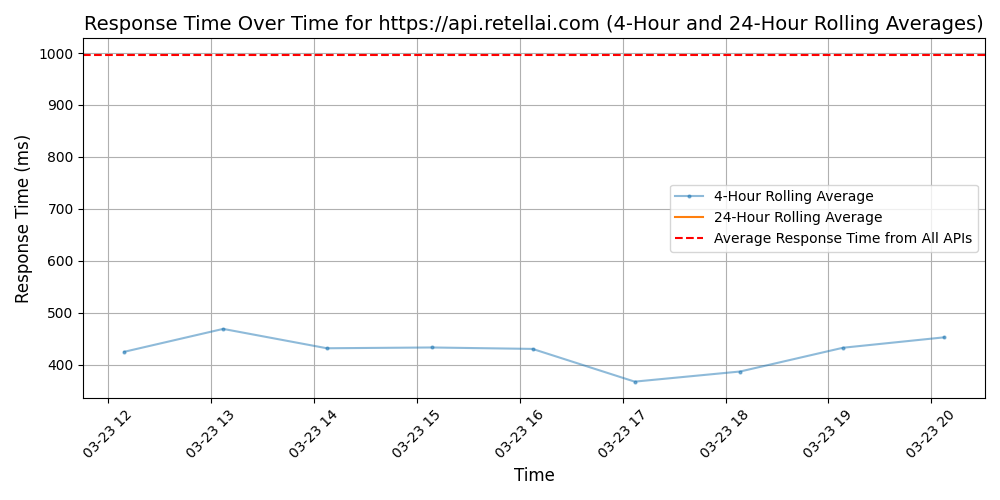 Response Time Over Time for https://api.retellai.com (4-Hour and 24-Hour Rolling Averages)
Response Time (ms)
1000
900
800
700
600
500
400
4-Hour Rolling Average
24-Hour Rolling Average
Average Response Time from All APIs
03-23 12
03-23 13
03-23 14
03-23 15
03-23 16
03-23 17
03-23 18
03-23 19
03-23 20
Time